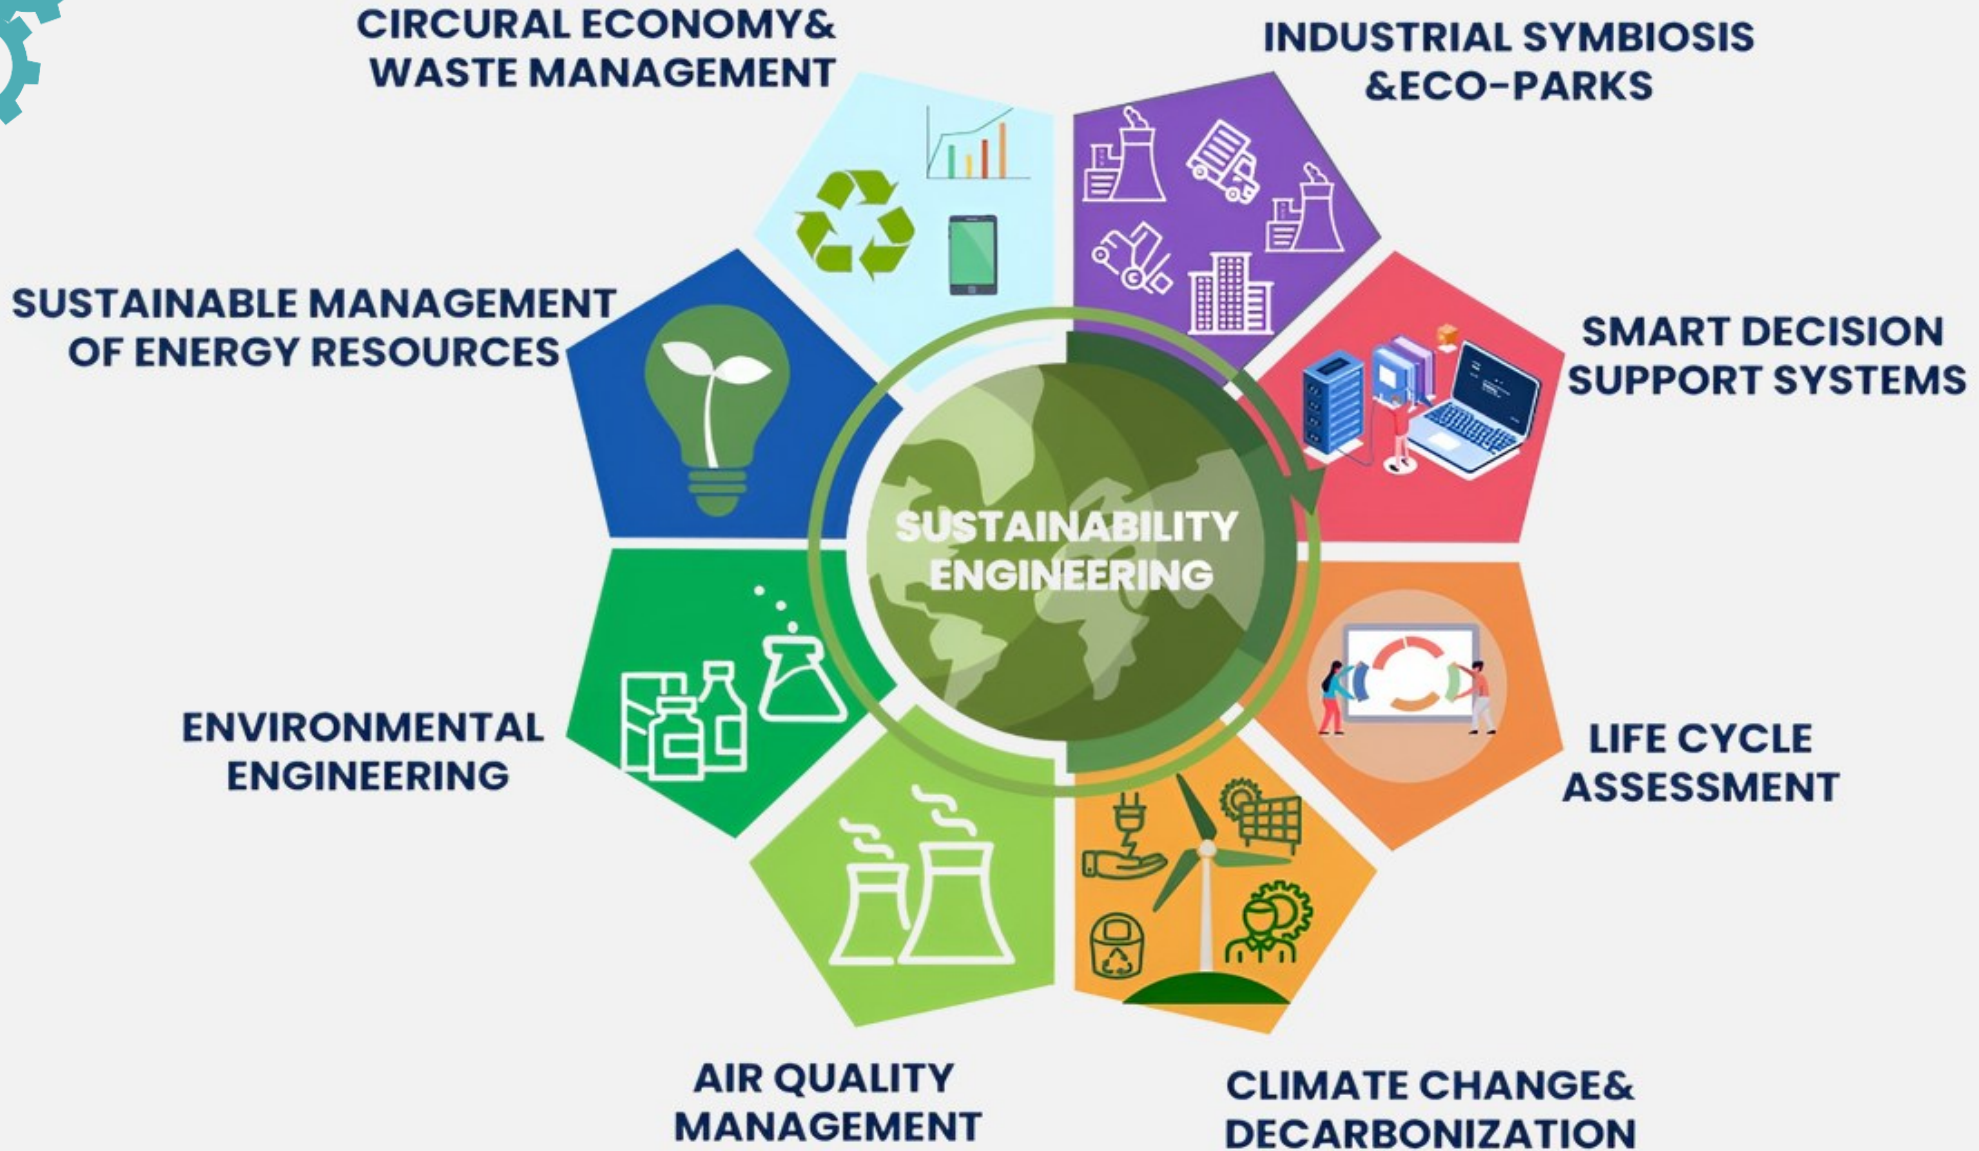 CIRCURAL ECONOMY&
WASTE MANAGEMENT
INDUSTRIAL SYMBIOSIS
&ECO-PARKS
SUSTAINABLE MANAGEMENT
OF ENERGY RESOURCES
SMART DECISION
SUPPORT SYSTEMS
SUSTAINABILITY
ENGINEERING
ENVIRONMENTAL
ENGINEERING
LIFE CYCLE
ASSESSMENT
AIR QUALITY
MANAGEMENT
CLIMATE CHANGE&
DECARBONIZATION